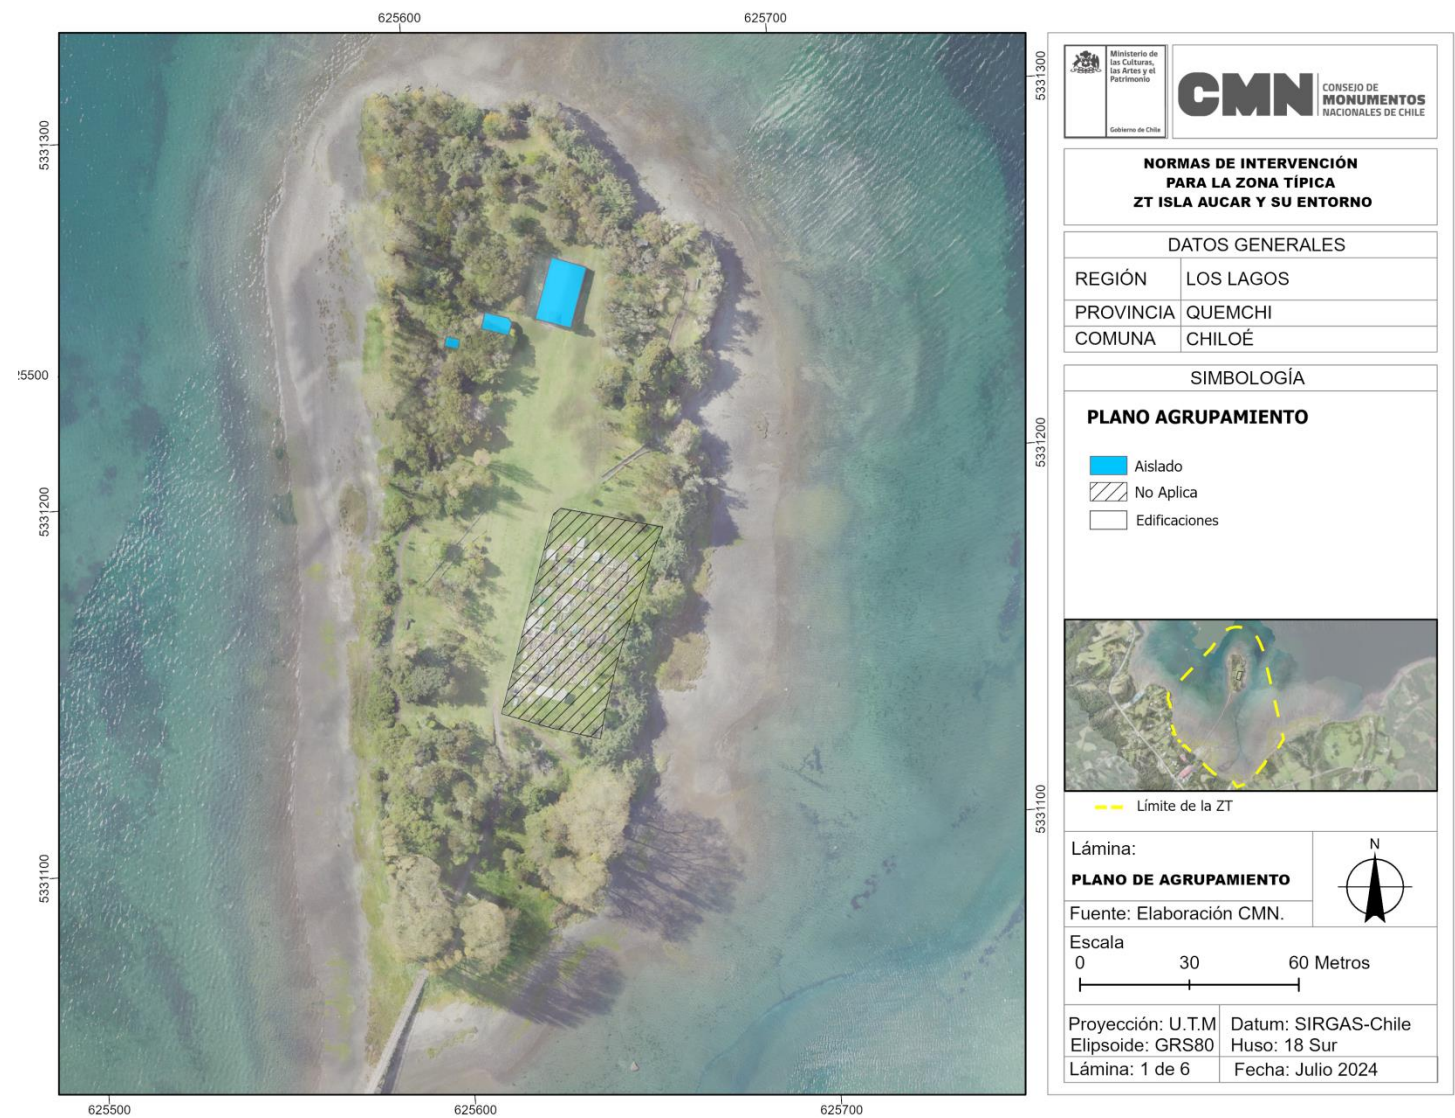 625600
625700
5331300
5331300
25500
5331200
5331200
5331100
5331100
625500
625600
625700
Ministerio de
las Culturas,
las Artes y el
Patrimonio
Gobierno de Chile
CMN
CONSEJO DE
MONUMENTOS
NACIONALES DE CHILE
NORMAS DE INTERVENCIÓN
PARA LA ZONA TÍPICA
ZT ISLA AUCAR Y SU ENTORNO
DATOS GENERALES
REGIÓN LOS LAGOS
PROVINCIA QUEMCHI
COMUNA CHILOÉ
SIMBOLOGÍA
PLANO AGRUPAMIENTO
Aislado
No Aplica
Edificaciones
Límite de la ZT
Lámina:
PLANO DE AGRUPAMIENTO
N
Fuente: Elaboración CMN.
Escala
0 30 60 Metros
Proyección: U.T.M
Elipsoide: GRS80
Datum: SIRGAS-Chile
Huso: 18 Sur
Lámina: 1 de 6
Fecha: Julio 2024